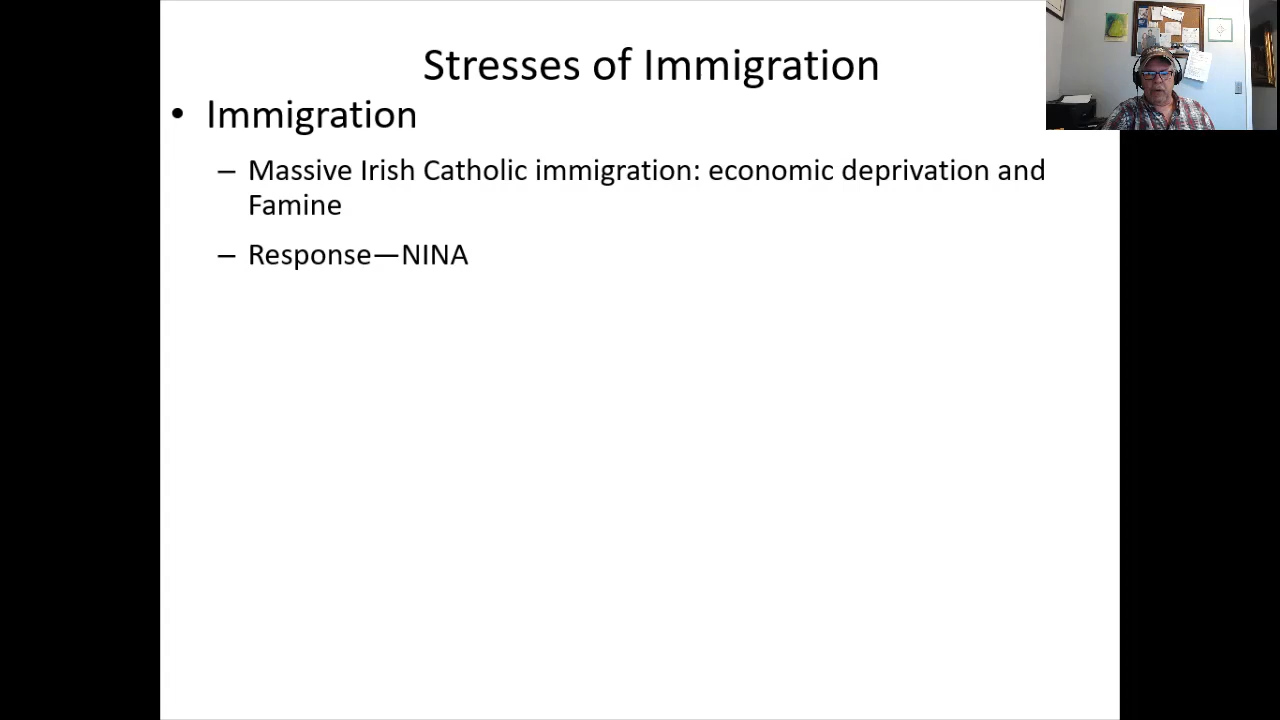 Stresses of Immigration
• Immigration
– Massive Irish Catholic immigration: economic deprivation and
Famine
– Response—NINA